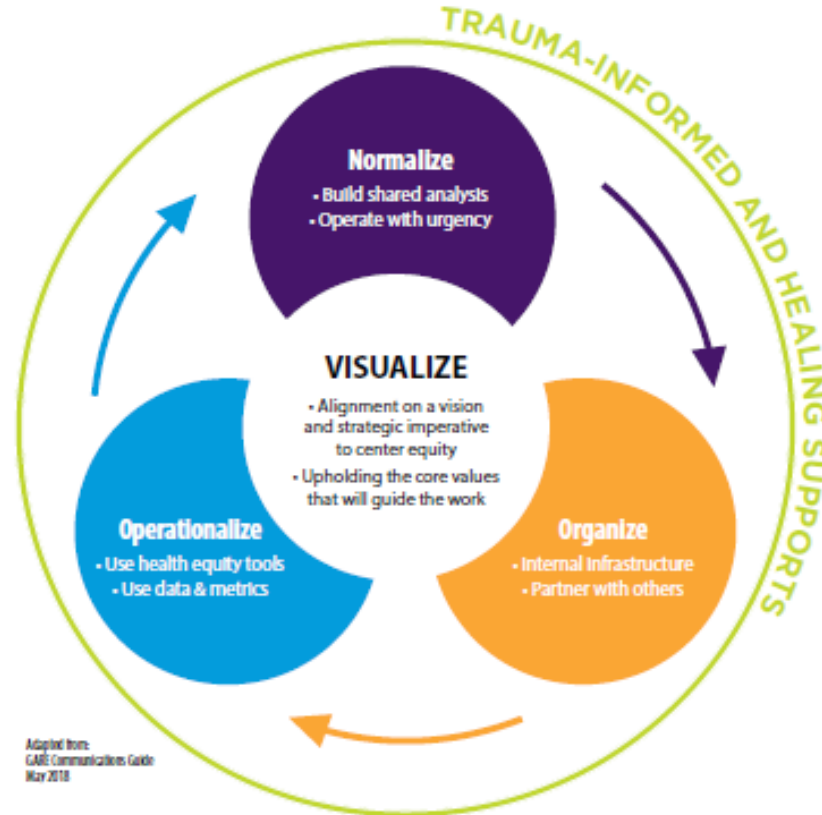 TRAUMA-INFORMED AND HEALING SUPPORTS
Normalize
• Build shared analysis
• Operate with urgency
VISUALIZE
• Alignment on a vision
and strategic imperative
to center equity
• Upholding the core values
that will guide the work
Operationalize
• Use health equity tools
• Use data & metrics
Organize
• Internal Infrastructure
• Partner with others
Adapted from:
GARE Communications Guide
May 2018